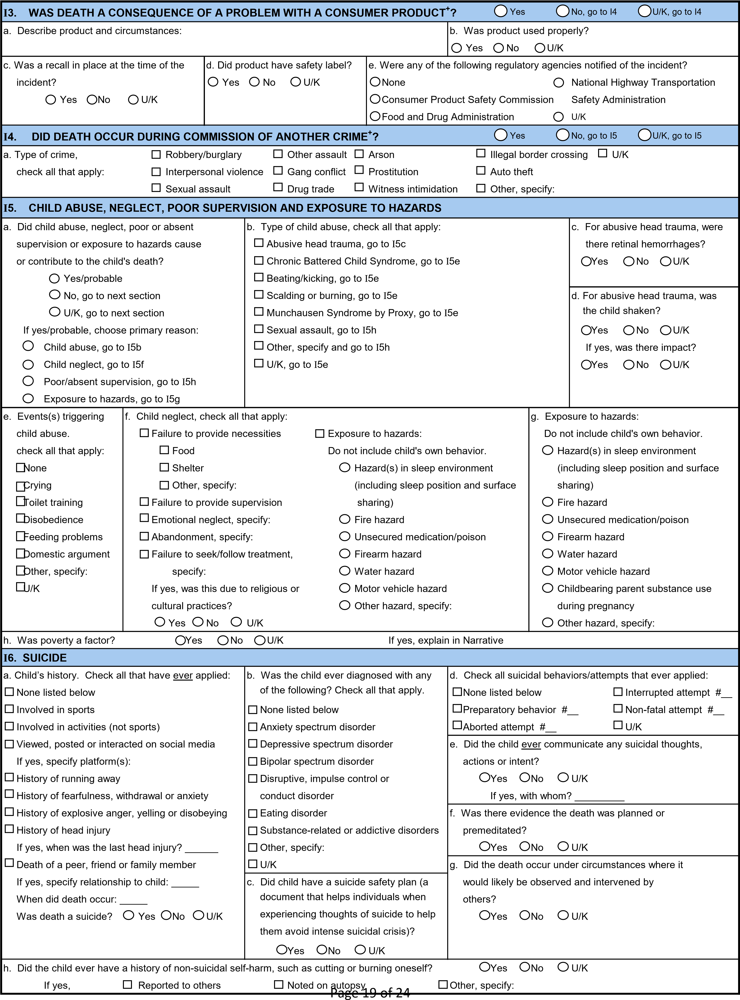 I3. WAS DEATH A CONSEQUENCE OF A PROBLEM WITH A CONSUMER PRODUCT+? Yes No, go to I4 U/K, go to I4
a. Describe product and circumstances:
b. Was product used properly?
Yes No U/K
c. Was a recall in place at the time of the
incident?
Yes No U/K
d. Did product have safety label?
Yes No U/K
e. Were any of the following regulatory agencies notified of the incident?
None
Consumer Product Safety Commission
Food and Drug Administration
National Highway Transportation
Safety Administration
U/K
I4. DID DEATH OCCUR DURING COMMISSION OF ANOTHER CRIME+? Yes No, go to I5 U/K, go to I5
a. Type of crime,
check all that apply:
Robbery/burglary Other assault Arson Illegal border crossing U/K
Interpersonal violence Gang conflict Prostitution Auto theft
Sexual assault Drug trade Witness intimidation Other, specify:
I5. CHILD ABUSE, NEGLECT, POOR SUPERVISION AND EXPOSURE TO HAZARDS
a. Did child abuse, neglect, poor or absent
supervision or exposure to hazards cause
or contribute to the child's death?
Yes/probable
No, go to next section
U/K, go to next section
If yes/probable, choose primary reason:
Child abuse, go to I5b
Child neglect, go to I5f
Poor/absent supervision, go to I5h
Exposure to hazards, go to I5g
b. Type of child abuse, check all that apply:
Abusive head trauma, go to I5c
Chronic Battered Child Syndrome, go to I5e
Beating/kicking, go to I5e
Scalding or burning, go to I5e
Munchausen Syndrome by Proxy, go to I5e
Sexual assault, go to I5h
Other, specify and go to I5h
U/K, go to I5e
c. For abusive head trauma, were
there retinal hemorrhages?
Yes No U/K
d. For abusive head trauma, was
the child shaken?
Yes No U/K
If yes, was there impact?
Yes No U/K
e. Events(s) triggering
child abuse.
check all that apply:
None
Crying
Toilet training
Disobedience
Feeding problems
Domestic argument
Other, specify:
U/K
f. Child neglect, check all that apply:
Failure to provide necessities
Food
Shelter
Other, specify:
Failure to provide supervision
Emotional neglect, specify:
Abandonment, specify:
Failure to seek/follow treatment,
specify:
If yes, was this due to religious or
cultural practices?
Yes No U/K
Exposure to hazards:
Do not include child's own behavior.
Hazard(s) in sleep environment
(including sleep position and surface
sharing)
Fire hazard
Unsecured medication/poison
Firearm hazard
Water hazard
Motor vehicle hazard
Other hazard, specify:
g. Exposure to hazards:
Do not include child's own behavior.
Hazard(s) in sleep environment
(including sleep position and surface
sharing)
Fire hazard
Unsecured medication/poison
Firearm hazard
Water hazard
Motor vehicle hazard
Childbearing parent substance use
during pregnancy
Other hazard, specify:
h. Was poverty a factor? Yes No U/K If yes, explain in Narrative
I6. SUICIDE
a. Child’s history. Check all that have ever applied:
None listed below
Involved in sports
Involved in activities (not sports)
Viewed, posted or interacted on social media
If yes, specify platform(s):
History of running away
History of fearfulness, withdrawal or anxiety
History of explosive anger, yelling or disobeying
History of head injury
If yes, when was the last head injury? ______
Death of a peer, friend or family member
If yes, specify relationship to child: _____
When did death occur: _____
Was death a suicide? Yes No U/K
b. Was the child ever diagnosed with any
of the following? Check all that apply.
None listed below
Anxiety spectrum disorder
Depressive spectrum disorder
Bipolar spectrum disorder
Disruptive, impulse control or
conduct disorder
Eating disorder
Substance-related or addictive disorders
Other, specify:
U/K
c. Did child have a suicide safety plan (a
document that helps individuals when
experiencing thoughts of suicide to help
them avoid intense suicidal crisis)?
Yes No U/K
d. Check all suicidal behaviors/attempts that ever applied:
None listed below Interrupted attempt #__
Preparatory behavior #__ Non-fatal attempt #__
Aborted attempt #__ U/K
e. Did the child ever communicate any suicidal thoughts,
actions or intent?
Yes No U/K
If yes, with whom? _________
f. Was there evidence the death was planned or
premeditated?
Yes No U/K
g. Did the death occur under circumstances where it
would likely be observed and intervened by
others?
Yes No U/K
h. Did the child ever have a history of non-suicidal self-harm, such as cutting or burning oneself? Yes No U/K
If yes, Reported to others Noted on autopsy Other, specify:
Page 19 of 24